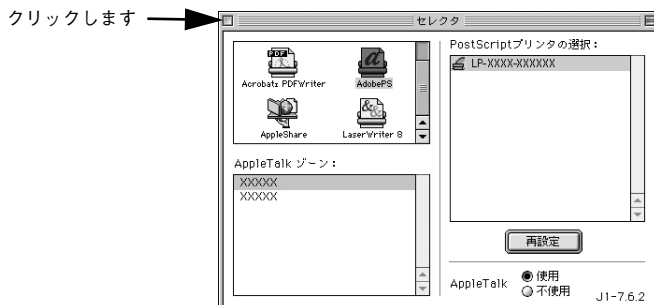 クリックします
セレクタ
Acrobat™ PDFWriter
AdobePS
AppleShare
LaserWriter 8
PostScriptプリンタの選択：
LP-XXXX-XXXXXX
AppleTalk ゾーン：
XXXXX
XXXXX
再設定
AppleTalk
使用
不使用
J1-7.6.2